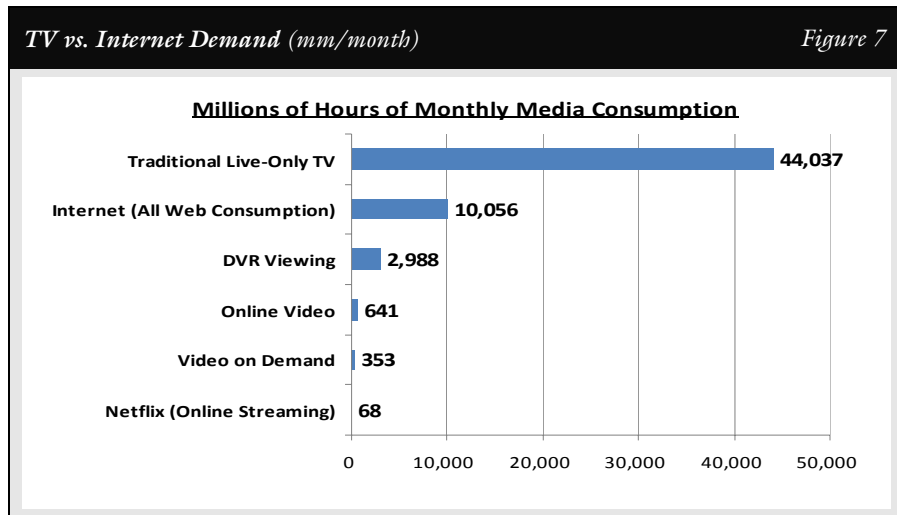 TV vs. Internet Demand (mm/month) Figure 7
Millions of Hours of Monthly Media Consumption
Traditional Live-Only TV 44,037
Internet (All Web Consumption) 10,056
DVR Viewing 2,988
Online Video 641
Video on Demand 353
Netflix (Online Streaming) 68
0 10,000 20,000 30,000 40,000 50,000